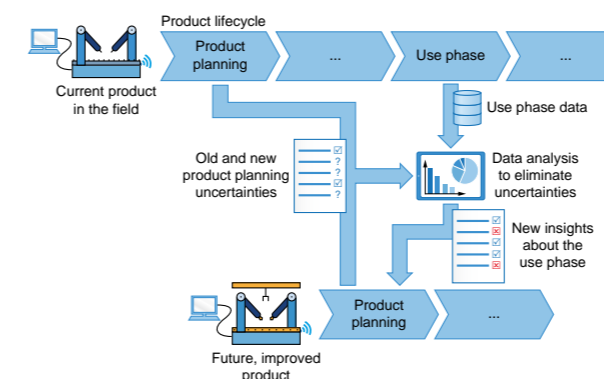 Product lifecycle
Product
planning
...
Use phase
...
Current product
in the field
Use phase data
Old and new
product planning
uncertainties
?
?
?
?
Data analysis
to eliminate
uncertainties
New insights
about the
use phase
Product
planning
...
Future, improved
product